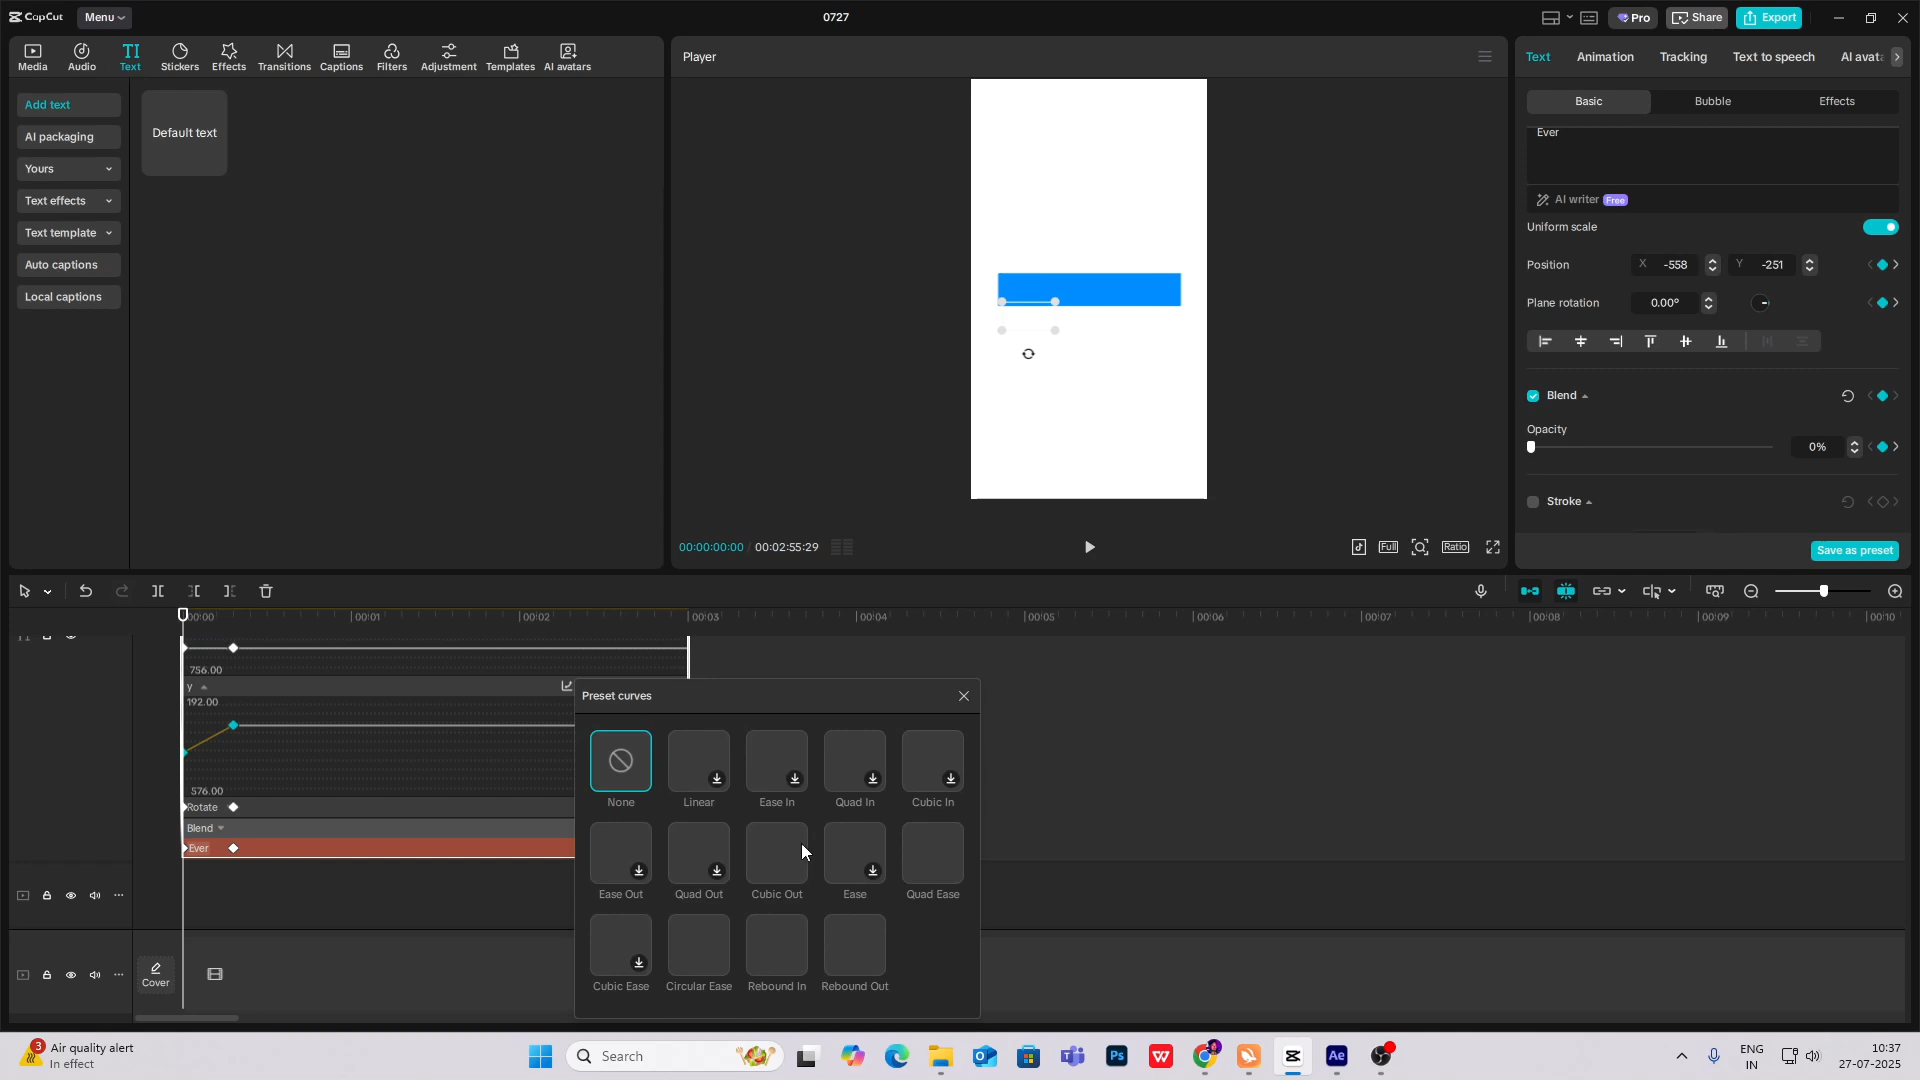 CapCut
Menu
0727
Pro
Share
Export
Media
Audio
TI
Text
Stickers
Effects
Transitions
Captions
Filters
Adjustment
Templates
AI avatars
Add text
AI packaging
Yours
Text effects
Text template
Auto captions
Local captions
Default text
Player
00:00:00:00 / 00:02:55:29
Full
Ratio
Text
Animation
Tracking
Text to speech
AI avat
Basic
Bubble
Effects
Ever
AI writer Free
Uniform scale
Position
X -558
Y -251
Plane rotation
0.00°
Blend
Opacity
0%
Stroke
Save as preset
00:00
00:01
00:02
00:03
00:04
00:05
00:06
00:07
00:08
00:09
00:10
756.00
y
192.00
576.00
Rotate
Blend
Ever
Cover
Preset curves
None
Linear
Ease In
Quad In
Cubic In
Ease Out
Quad Out
Cubic Out
Ease
Quad Ease
Cubic Ease
Circular Ease
Rebound In
Rebound Out
3
Air quality alert
In effect
Search
Ps
W
Ae
ENG
IN
10:37
27-07-2025